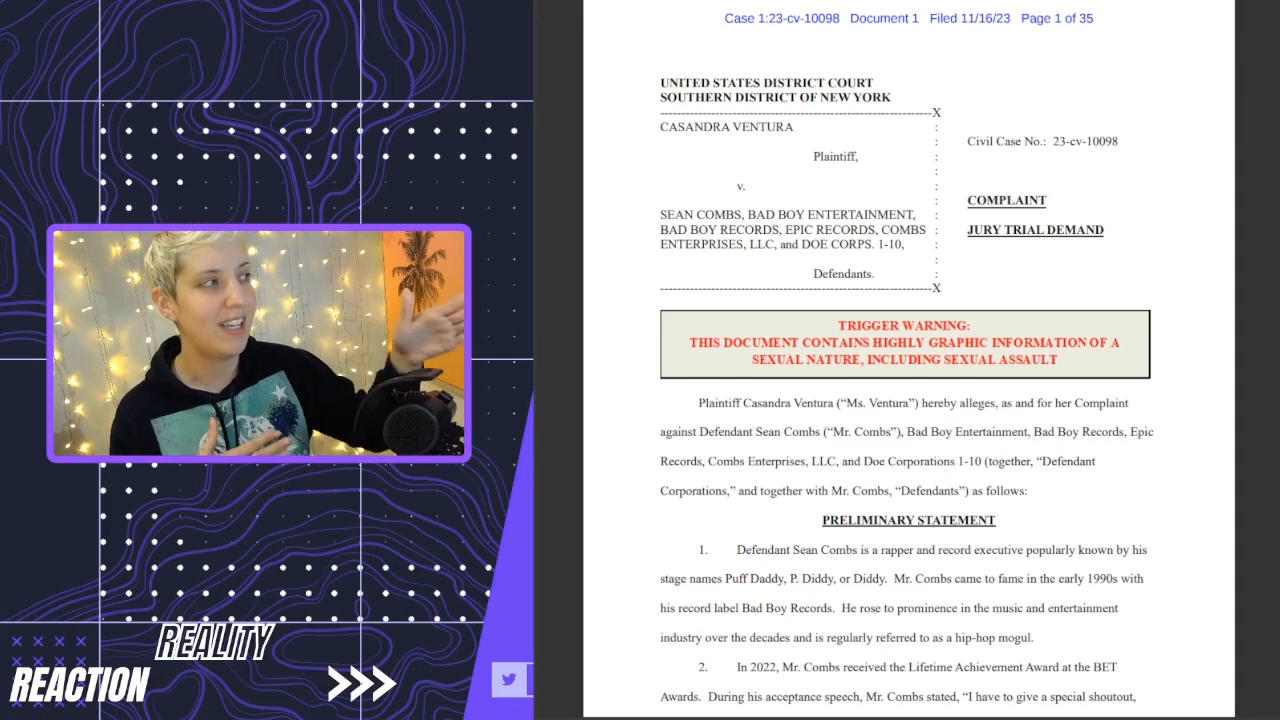 Case 1:23-cv-10098 Document 1 Filed 11/16/23 Page 1 of 35
UNITED STATES DISTRICT COURT
SOUTHERN DISTRICT OF NEW YORK
---------------------------------------------------------------------X
CASANDRA VENTURA :
: Civil Case No.: 23-cv-10098
Plaintiff, :
:
v. :
: COMPLAINT
SEAN COMBS, BAD BOY ENTERTAINMENT, :
BAD BOY RECORDS, EPIC RECORDS, COMBS : JURY TRIAL DEMAND
ENTERPRISES, LLC, and DOE CORPS. 1-10, :
:
Defendants. :
---------------------------------------------------------------------X
TRIGGER WARNING:
THIS DOCUMENT CONTAINS HIGHLY GRAPHIC INFORMATION OF A
SEXUAL NATURE, INCLUDING SEXUAL ASSAULT
Plaintiff Casandra Ventura (“Ms. Ventura”) hereby alleges, as and for her Complaint
against Defendant Sean Combs (“Mr. Combs”), Bad Boy Entertainment, Bad Boy Records, Epic
Records, Combs Enterprises, LLC, and Doe Corporations 1-10 (together, “Defendant
Corporations,” and together with Mr. Combs, “Defendants”) as follows:
PRELIMINARY STATEMENT
1. Defendant Sean Combs is a rapper and record executive popularly known by his
stage names Puff Daddy, P. Diddy, or Diddy. Mr. Combs came to fame in the early 1990s with
his record label Bad Boy Records. He rose to prominence in the music and entertainment
industry over the decades and is regularly referred to as a hip-hop mogul.
2. In 2022, Mr. Combs received the Lifetime Achievement Award at the BET
Awards. During his acceptance speech, Mr. Combs stated, “I have to give a special shoutout,
REALITY
REACTION